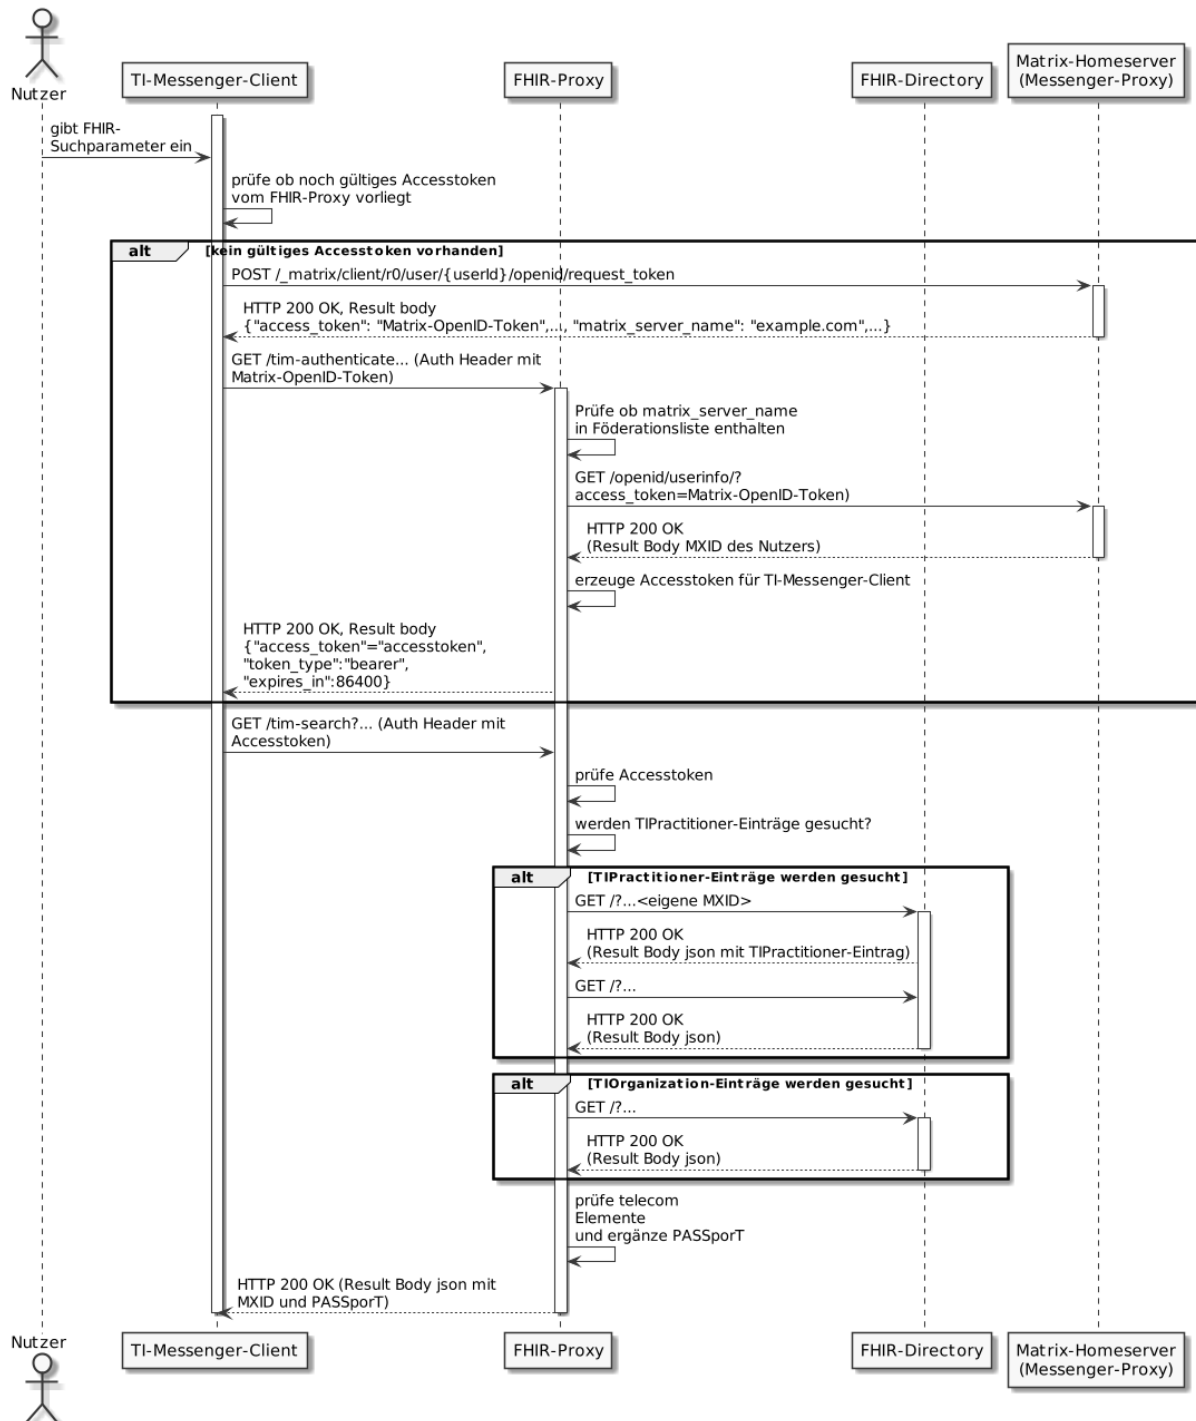 Nutzer
TI-Messenger-Client
FHIR-Proxy
FHIR-Directory
Matrix-Homeserver
(Messenger-Proxy)
gibt FHIR-
Suchparameter ein
prüfe ob noch gültiges Accesstoken
vom FHIR-Proxy vorliegt
alt
[kein gültiges Accesstoken vorhanden]
POST /_matrix/client/r0/user/{userId}/openid/request_token
HTTP 200 OK, Result body
{"access_token": "Matrix-OpenID-Token",..., "matrix_server_name": "example.com",...}
GET /tim-authenticate... (Auth Header mit
Matrix-OpenID-Token)
Prüfe ob matrix_server_name
in Föderationsliste enthalten
GET /openid/userinfo/?
access_token=Matrix-OpenID-Token)
HTTP 200 OK
(Result Body MXID des Nutzers)
erzeuge Accesstoken für TI-Messenger-Client
HTTP 200 OK, Result body
{"access_token"="accesstoken",
"token_type":"bearer",
"expires_in":86400}
GET /tim-search?... (Auth Header mit
Accesstoken)
prüfe Accesstoken
werden TIPractitioner-Einträge gesucht?
alt
[TIPractitioner-Einträge werden gesucht]
GET /?...<eigene MXID>
HTTP 200 OK
(Result Body json mit TIPractitioner-Eintrag)
GET /?...
HTTP 200 OK
(Result Body json)
alt
[TIOrganization-Einträge werden gesucht]
GET /?...
HTTP 200 OK
(Result Body json)
prüfe telecom
Elemente
und ergänze PASSporT
HTTP 200 OK (Result Body json mit
MXID und PASSporT)
Nutzer
TI-Messenger-Client
FHIR-Proxy
FHIR-Directory
Matrix-Homeserver
(Messenger-Proxy)